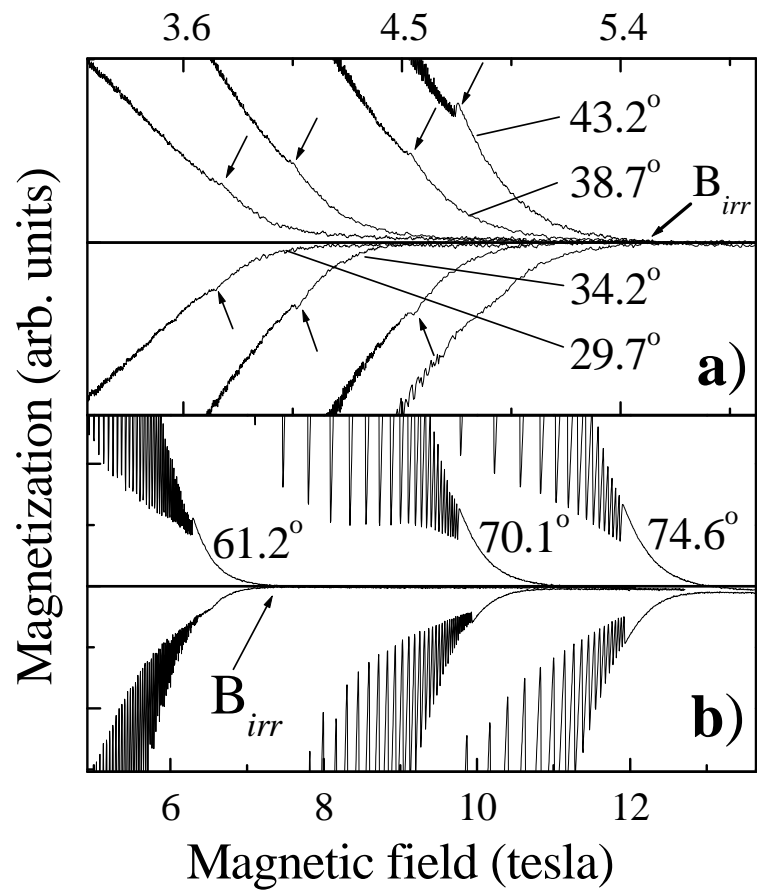 3.6 4.5 5.4
43.2°
38.7°
B_irr
34.2°
29.7°
a)
Magnetization (arb. units)
61.2° 70.1° 74.6°
B_irr
b)
6 8 10 12
Magnetic field (tesla)